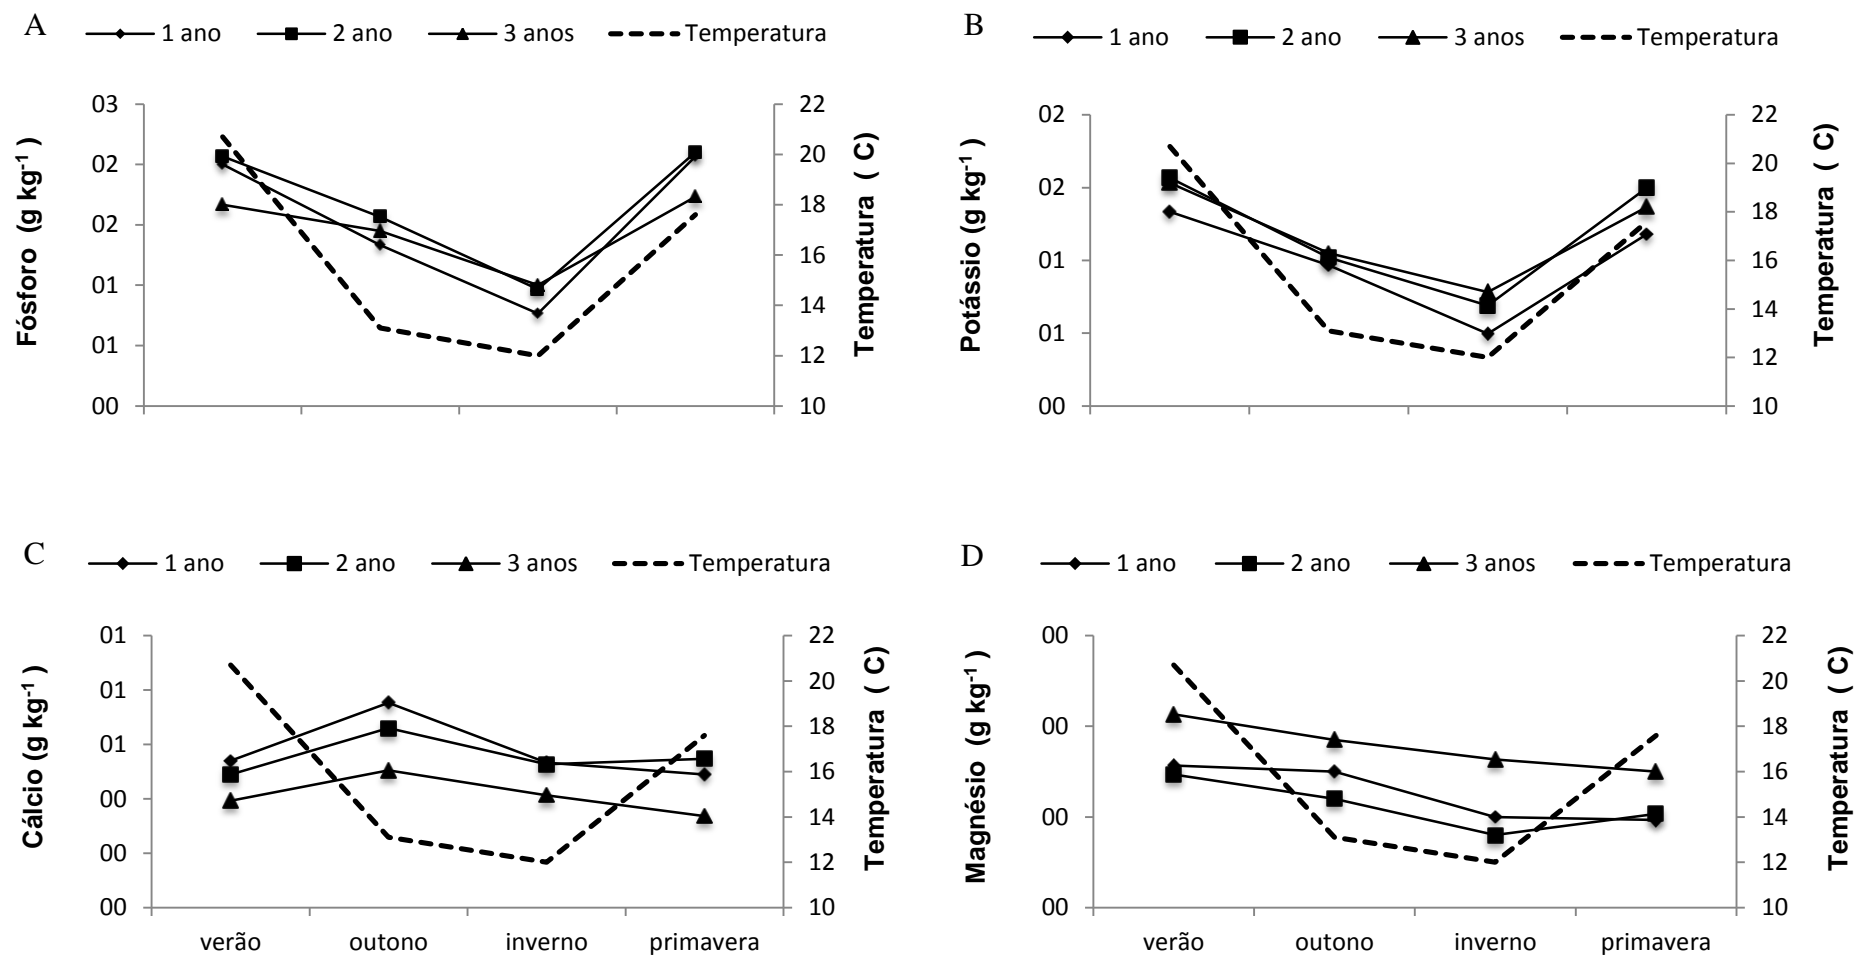 A
1 ano 2 ano 3 anos Temperatura
Fósforo (g kg-1 )
03
02
02
01
01
00
22
20
18
16
14
12
10
Temperatura ( C)
B
1 ano 2 ano 3 anos Temperatura
Potássio (g kg-1 )
02
02
01
01
00
22
20
18
16
14
12
10
Temperatura ( C)
C
1 ano 2 ano 3 anos Temperatura
Cálcio (g kg-1 )
01
01
01
00
00
00
22
20
18
16
14
12
10
Temperatura ( C)
verão outono inverno primavera
D
1 ano 2 ano 3 anos Temperatura
Magnésio (g kg-1 )
00
00
00
00
22
20
18
16
14
12
10
Temperatura ( C)
verão outono inverno primavera